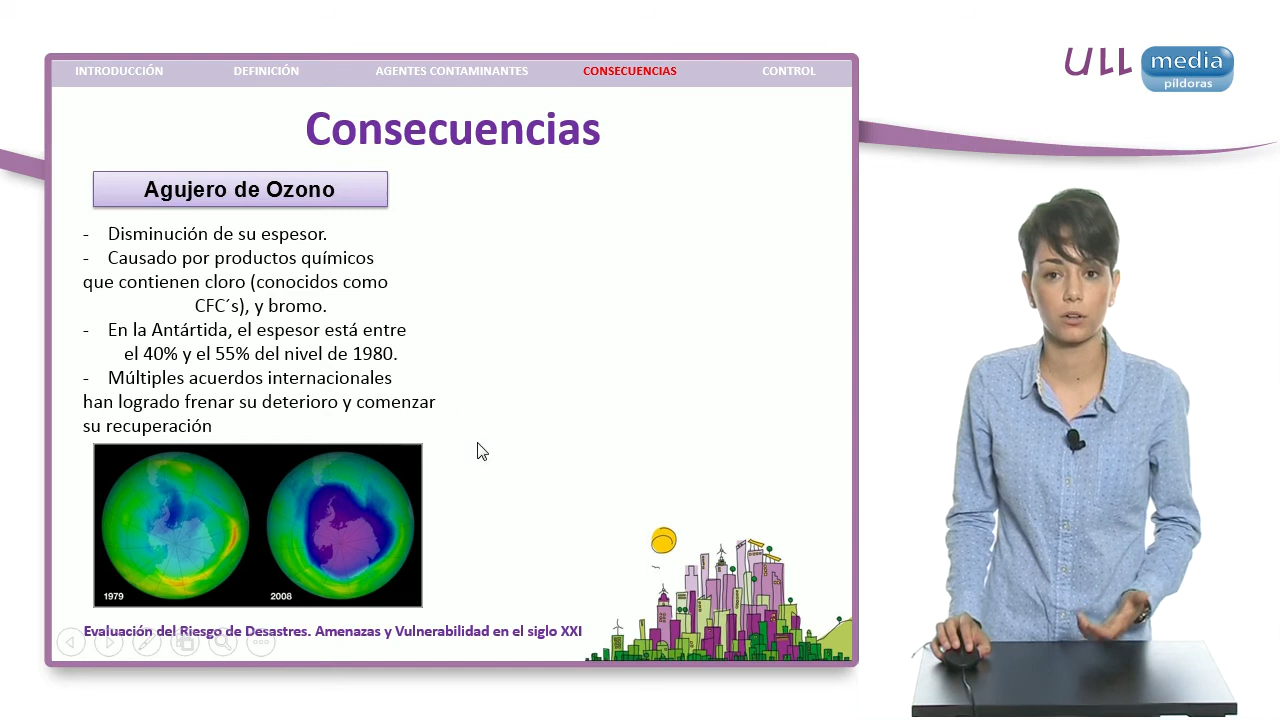 INTRODUCCIÓN DEFINICIÓN AGENTES CONTAMINANTES CONSECUENCIAS CONTROL
ULL media
píldoras
Consecuencias
Agujero de Ozono
- Disminución de su espesor.
- Causado por productos químicos
que contienen cloro (conocidos como
CFC´s), y bromo.
- En la Antártida, el espesor está entre
el 40% y el 55% del nivel de 1980.
- Múltiples acuerdos internacionales
han logrado frenar su deterioro y comenzar
su recuperación
1979 2008
Evaluación del Riesgo de Desastres. Amenazas y Vulnerabilidad en el siglo XXI